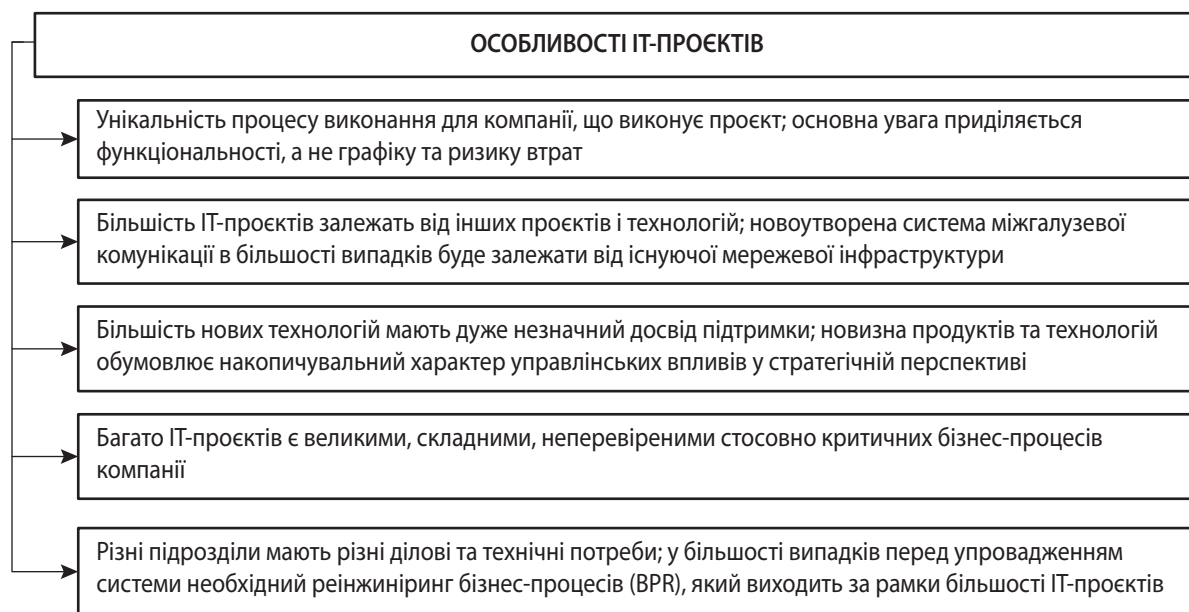 ОСОБЛИВОСТІ ІТ-ПРОЄКТІВ
Унікальність процесу виконання для компанії, що виконує проєкт; основна увага приділяється
функціональності, а не графіку та ризику втрат
Більшість ІТ-проєктів залежать від інших проєктів і технологій; новоутворена система міжгалузевої
комунікації в більшості випадків буде залежати від існуючої мережевої інфраструктури
Більшість нових технологій мають дуже незначний досвід підтримки; новизна продуктів та технологій
обумовлює накопичувальний характер управлінських впливів у стратегічній перспективі
Багато ІТ-проєктів є великими, складними, неперевіреними стосовно критичних бізнес-процесів
компанії
Різні підрозділи мають різні ділові та технічні потреби; у більшості випадків перед упровадженням
системи необхідний реінжиніринг бізнес-процесів (BPR), який виходить за рамки більшості ІТ-проєктів